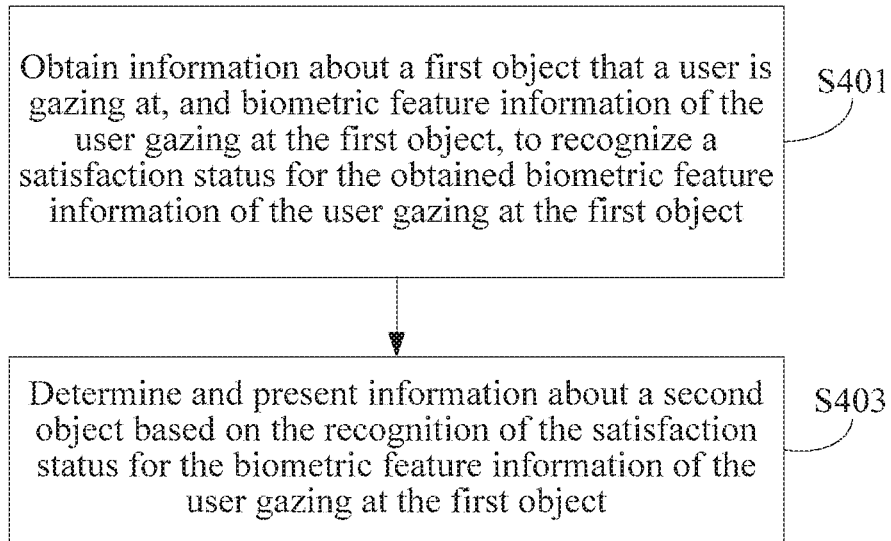 Obtain information about a first object that a user is
gazing at, and biometric feature information of the
user gazing at the first object, to recognize a
satisfaction status for the obtained biometric feature
information of the user gazing at the first object
S401
Determine and present information about a second
object based on the recognition of the satisfaction
status for the biometric feature information of the
user gazing at the first object
S403